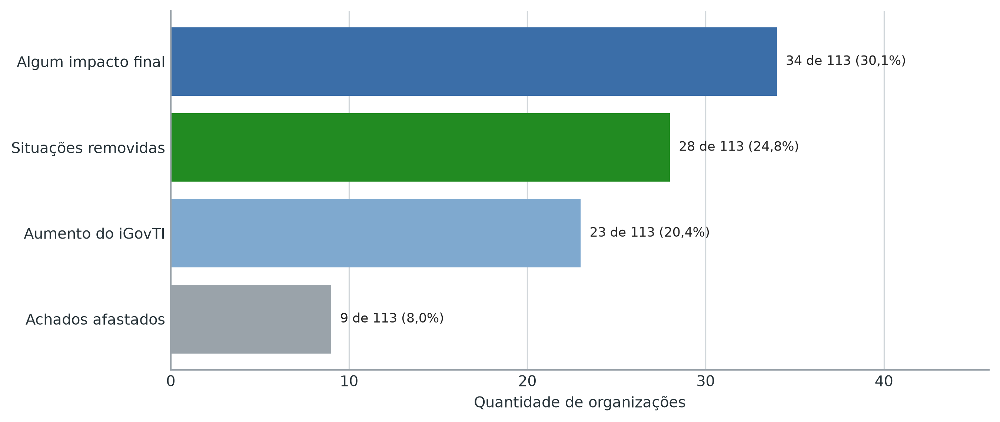 Algum impacto final
34 de 113 (30,1%)
Situações removidas
28 de 113 (24,8%)
Aumento do iGovTI
23 de 113 (20,4%)
Achados afastados
9 de 113 (8,0%)
0 10 20 30 40
Quantidade de organizações